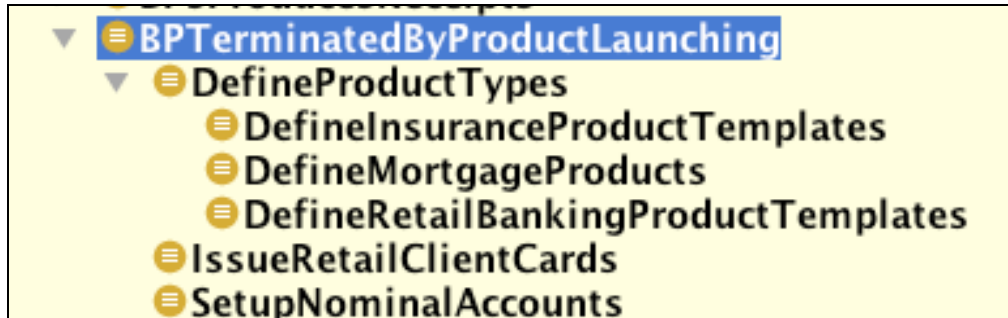 BPTerminatedByProductLaunching
DefineProductTypes
DefineInsuranceProductTemplates
DefineMortgageProducts
DefineRetailBankingProductTemplates
IssueRetailClientCards
SetupNominalAccounts